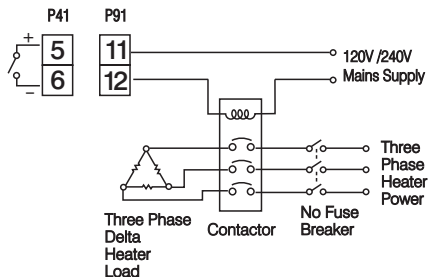 P41 P91
+
5 11
6 12
−
120V /240V
Mains Supply
Three
Phase
Heater
Power
Three Phase
Delta
Heater
Load
Contactor
No Fuse
Breaker